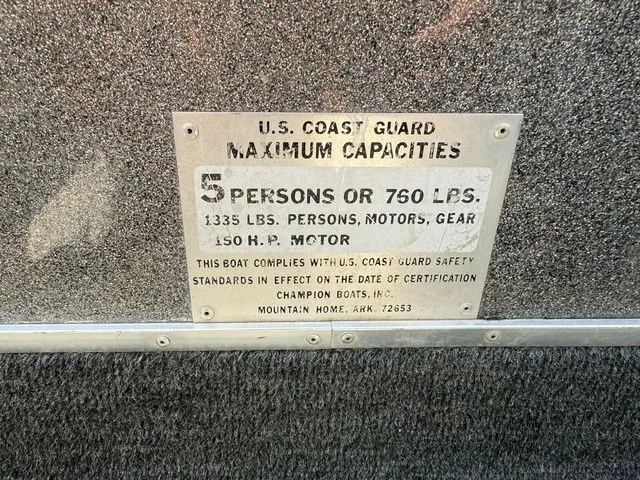 U.S. COAST GUARD
MAXIMUM CAPACITIES
5 PERSONS OR 760 LBS.
1335 LBS. PERSONS, MOTORS, GEAR
150 H.P. MOTOR
THIS BOAT COMPLIES WITH U.S. COAST GUARD SAFETY
STANDARDS IN EFFECT ON THE DATE OF CERTIFICATION
CHAMPION BOATS, INC.
MOUNTAIN HOME, ARK. 72653